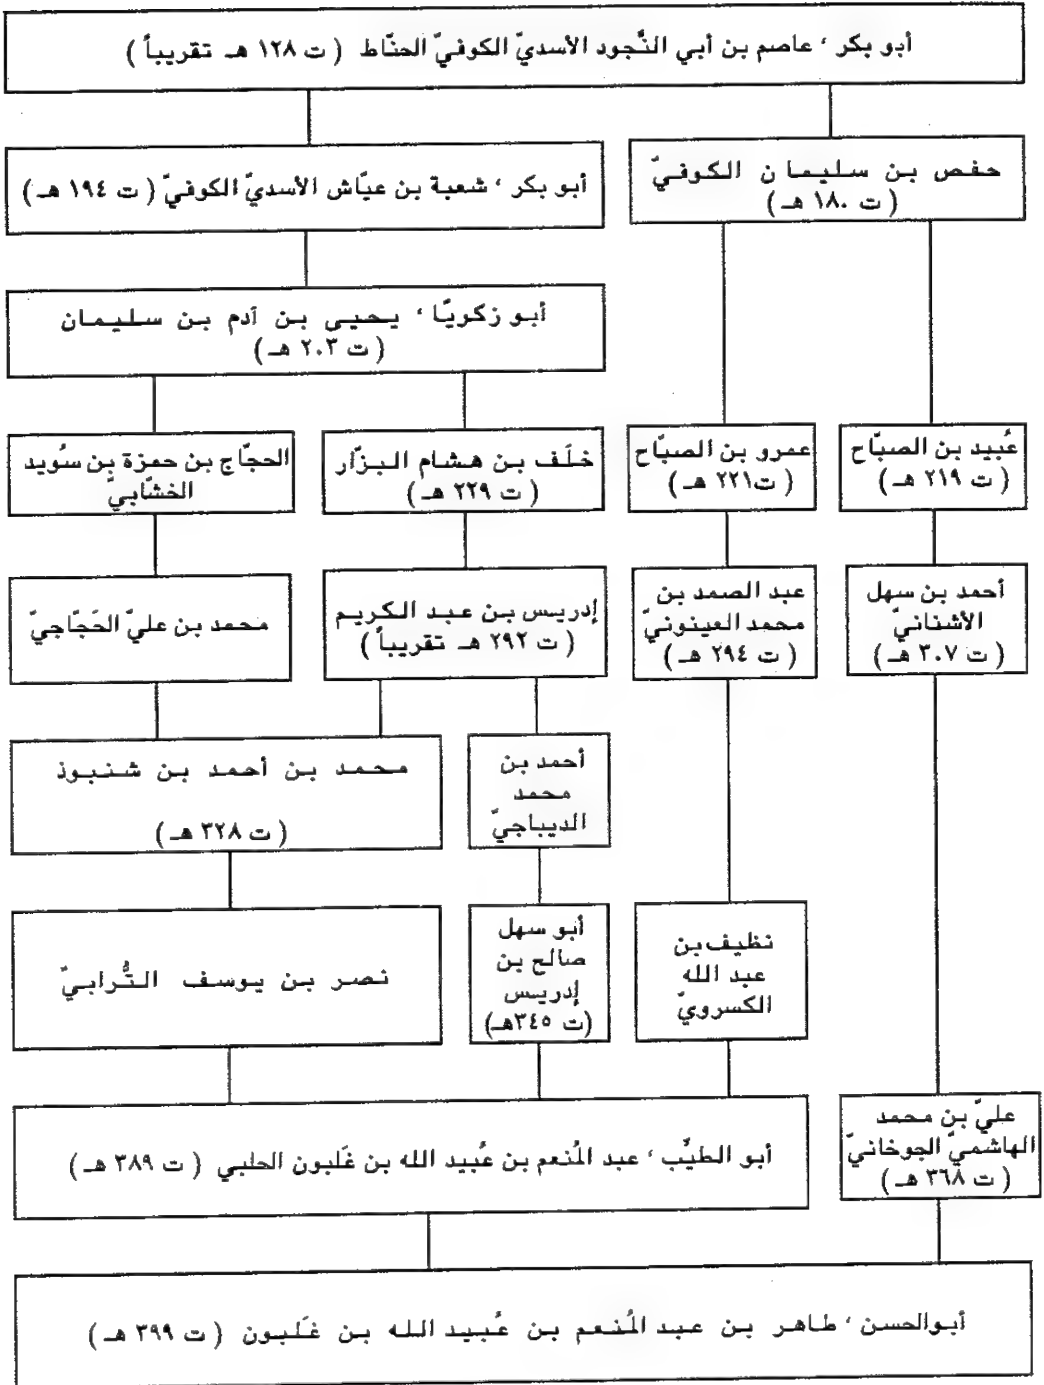 أبو بكر ، عاصم بن أبي النَّجود الأسديّ الكوفيّ الحنّاط ( ت ١٢٨ هـ تقريباً )
حفص بن سليمان الكوفيّ
( ت ١٨٠ هـ )
أبو بكر ، شعبة بن عيّاش الأسديّ الكوفيّ ( ت ١٩٤ هـ )
أبو زكويّا ، يحيى بن آدم بن سليمان
( ت ٢٠٣ هـ )
عُبيد بن الصبّاح
( ت ٢١٩ هـ )
عمرو بن الصبّاح
( ت٢٢١ هـ )
خلَف بن هشام البزّار
( ت ٢٢٩ هـ )
الحجّاج بن حمزة بن سُويد
الخشّابيّ
أحمد بن سهل
الأشنانيّ
( ت ٣٠٧ هـ )
عبد الصمد بن
محمد العينونيّ
( ت ٢٩٤ هـ )
إدريس بن عبد الكريم
( ت ٢٩٢ هـ تقريباً )
محمد بن عليّ الحَجّاجيّ
أحمد بن
محمد
الديباجيّ
محمد بن أحمد بن شنبوذ
( ت ٣٢٨ هـ )
نظيف بن
عبد الله
الكسرويّ
أبو سهل
صالح بن
إدريس
(ت ٣٤٥هـ)
نصر بن يوسف التُّرابيّ
عليّ بن محمد
الهاشميّ الجوخانيّ
( ت ٣٦٨ هـ )
أبو الطيِّب ، عبد المُنعم بن عُبيد الله بن غَلبون الحلبي ( ت ٣٨٩ هـ )
أبوالحسن ، طاهر بن عبد المُنعم بن عُبيد الله بن غَلبون ( ت ٣٩٩ هـ )